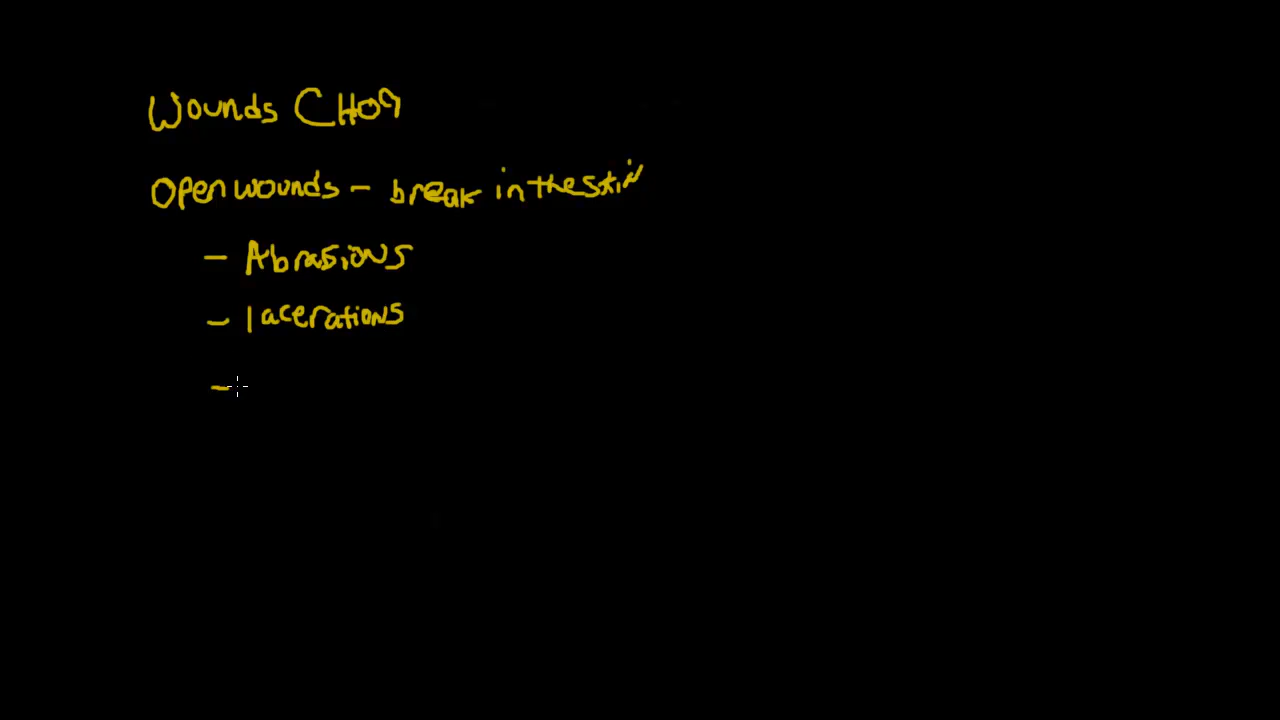 Wounds CH09
Open wounds - break in the skin
- Abrasions
- lacerations
-